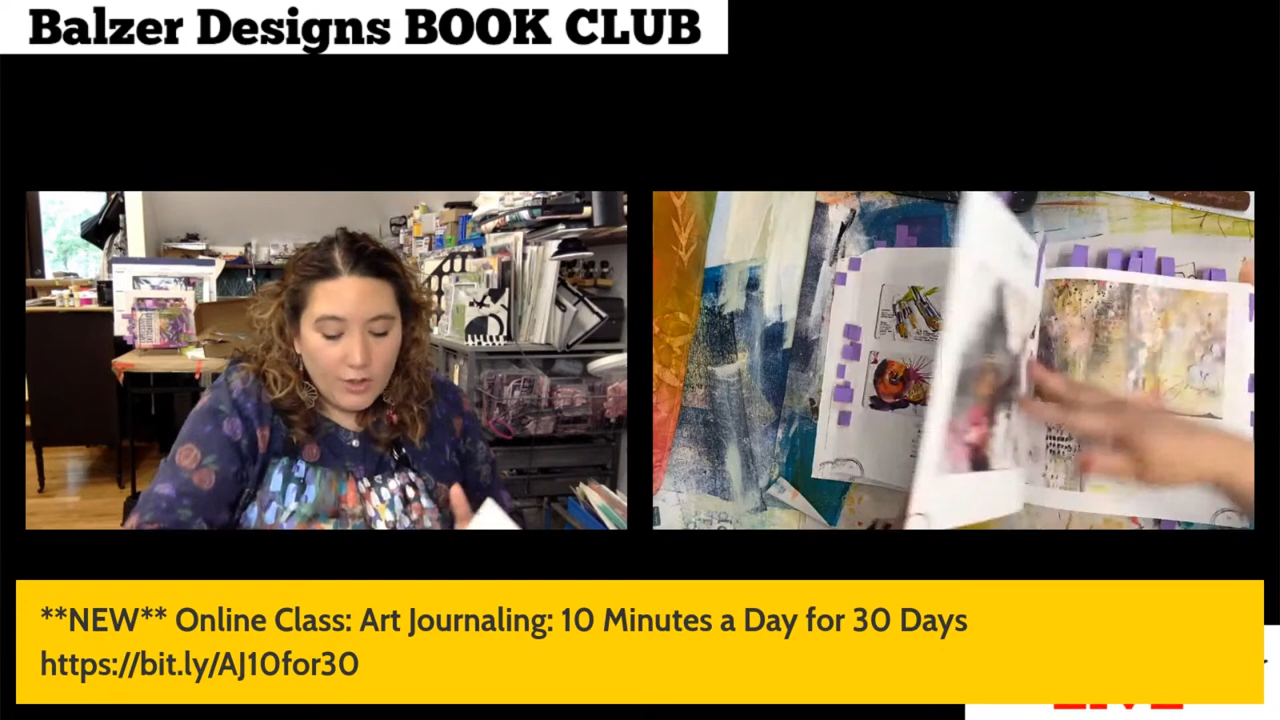 Balzer Designs BOOK CLUB
**NEW** Online Class: Art Journaling: 10 Minutes a Day for 30 Days
https://bit.ly/AJ10for30